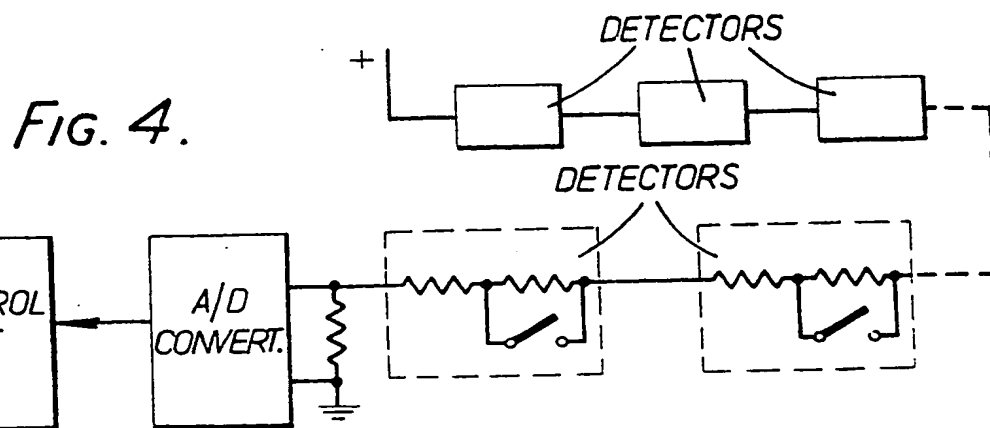 DETECTORS
+
FIG. 4.
DETECTORS
A/D
CONVERT.